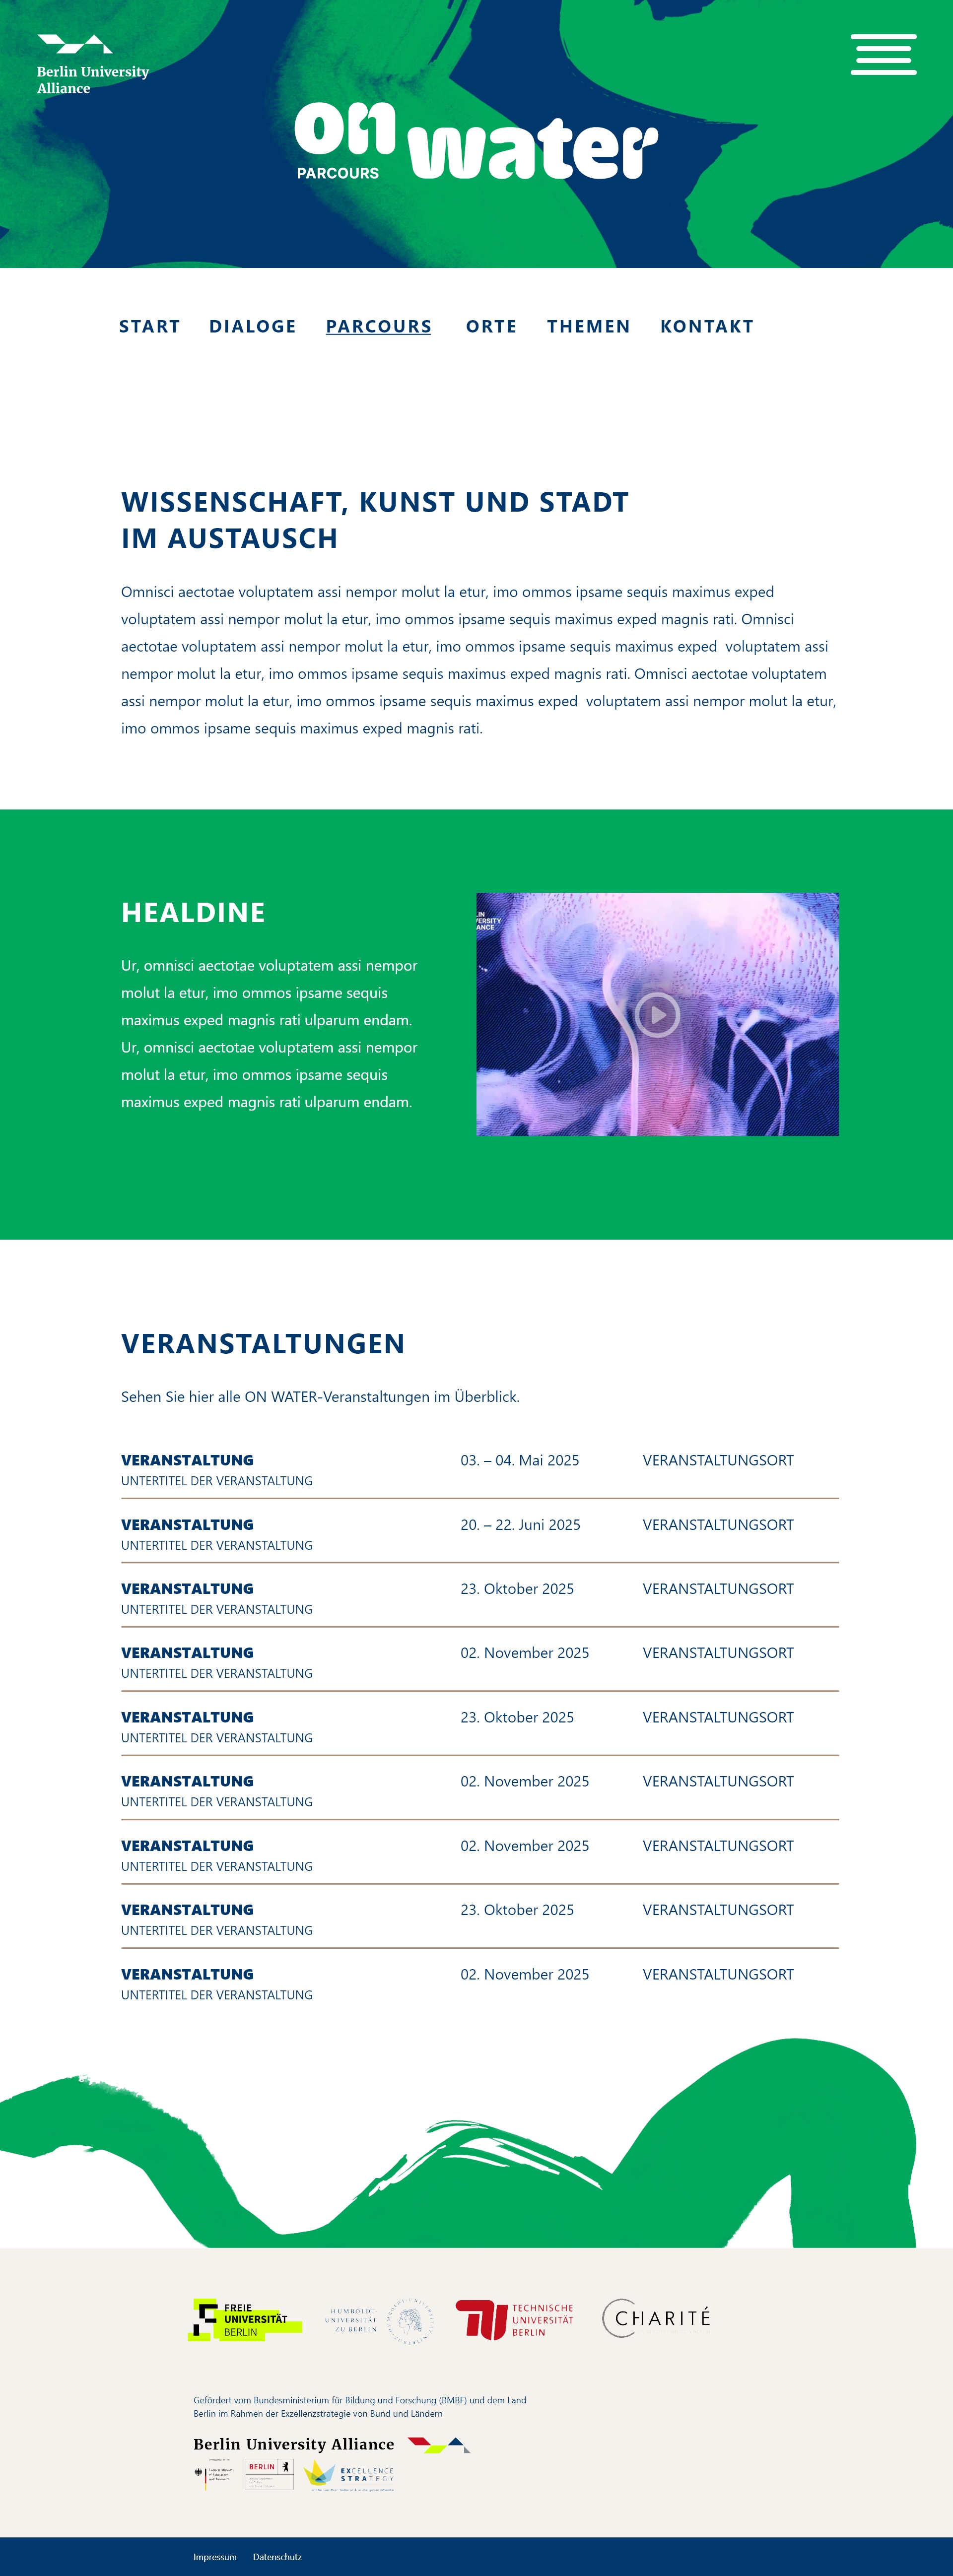 Berlin University
Alliance
on water
PARCOURS
START DIALOGE PARCOURS ORTE THEMEN KONTAKT
WISSENSCHAFT, KUNST UND STADT
IM AUSTAUSCH
Omnisci aectotae voluptatem assi nempor molut la etur, imo ommos ipsame sequis maximus exped
voluptatem assi nempor molut la etur, imo ommos ipsame sequis maximus exped magnis rati. Omnisci
aectotae voluptatem assi nempor molut la etur, imo ommos ipsame sequis maximus exped voluptatem assi
nempor molut la etur, imo ommos ipsame sequis maximus exped magnis rati. Omnisci aectotae voluptatem
assi nempor molut la etur, imo ommos ipsame sequis maximus exped voluptatem assi nempor molut la etur,
imo ommos ipsame sequis maximus exped magnis rati.
HEALDINE
Ur, omnisci aectotae voluptatem assi nempor
molut la etur, imo ommos ipsame sequis
maximus exped magnis rati ulparum endam.
Ur, omnisci aectotae voluptatem assi nempor
molut la etur, imo ommos ipsame sequis
maximus exped magnis rati ulparum endam.
LIN
VERSITY
IANCE
VERANSTALTUNGEN
Sehen Sie hier alle ON WATER-Veranstaltungen im Überblick.
VERANSTALTUNG 03. – 04. Mai 2025 VERANSTALTUNGSORT
UNTERTITEL DER VERANSTALTUNG
VERANSTALTUNG 20. – 22. Juni 2025 VERANSTALTUNGSORT
UNTERTITEL DER VERANSTALTUNG
VERANSTALTUNG 23. Oktober 2025 VERANSTALTUNGSORT
UNTERTITEL DER VERANSTALTUNG
VERANSTALTUNG 02. November 2025 VERANSTALTUNGSORT
UNTERTITEL DER VERANSTALTUNG
VERANSTALTUNG 23. Oktober 2025 VERANSTALTUNGSORT
UNTERTITEL DER VERANSTALTUNG
VERANSTALTUNG 02. November 2025 VERANSTALTUNGSORT
UNTERTITEL DER VERANSTALTUNG
VERANSTALTUNG 02. November 2025 VERANSTALTUNGSORT
UNTERTITEL DER VERANSTALTUNG
VERANSTALTUNG 23. Oktober 2025 VERANSTALTUNGSORT
UNTERTITEL DER VERANSTALTUNG
VERANSTALTUNG 02. November 2025 VERANSTALTUNGSORT
UNTERTITEL DER VERANSTALTUNG
FREIE
UNIVERSITÄT
BERLIN
HUMBOLDT-
UNIVERSITÄT
ZU BERLIN
TECHNISCHE
UNIVERSITÄT
BERLIN
CHARITÉ
Gefördert vom Bundesministerium für Bildung und Forschung (BMBF) und dem Land
Berlin im Rahmen der Exzellenzstrategie von Bund und Ländern
Berlin University Alliance
BERLIN
EXCELLENCE
STRATEGY
Impressum Datenschutz